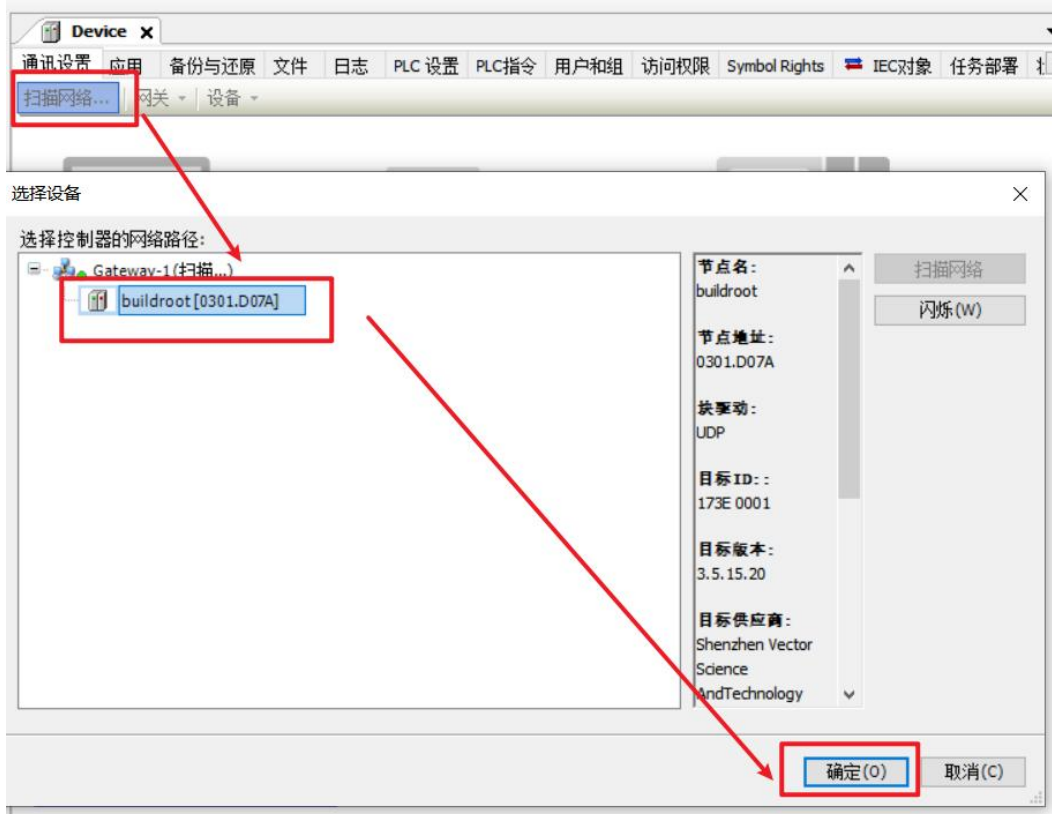 Device
通讯设置 应用 备份与还原 文件 日志 PLC 设置 PLC指令 用户和组 访问权限 Symbol Rights IEC对象 任务部署
扫描网络... 网关 设备
选择设备
选择控制器的网络路径:
Gateway-1(扫描...)
buildroot [0301.D07A]
节点名:
buildroot
节点地址:
0301.D07A
块驱动:
UDP
目标ID: :
173E 0001
目标版本:
3.5.15.20
目标供应商:
Shenzhen Vector
Science
AndTechnology
扫描网络
闪烁(W)
确定(O) 取消(C)